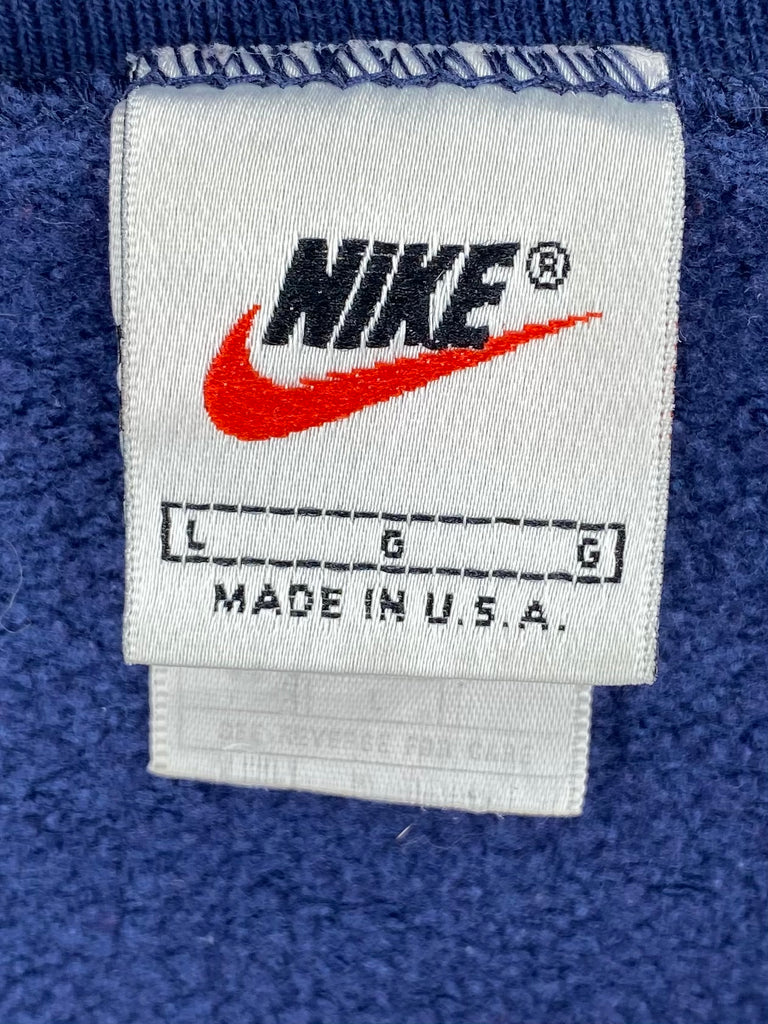 NIKE®
L G G
MADE IN U.S.A.
SEE REVERSE FOR CARE